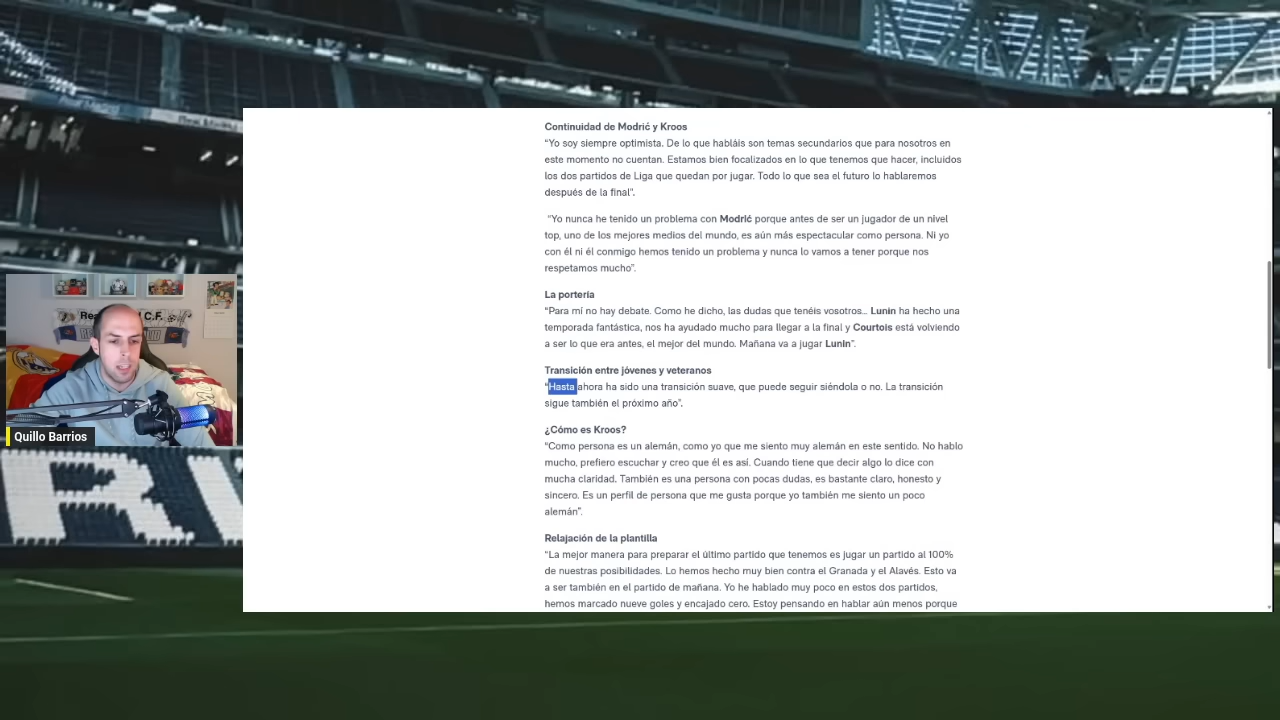 Continuidad de Modrić y Kroos
“Yo soy siempre optimista. De lo que habláis son temas secundarios que para nosotros en
este momento no cuentan. Estamos bien focalizados en lo que tenemos que hacer, incluidos
los dos partidos de Liga que quedan por jugar. Todo lo que sea el futuro lo hablaremos
después de la final”.
“Yo nunca he tenido un problema con Modrić porque antes de ser un jugador de un nivel
top, uno de los mejores medios del mundo, es aún más espectacular como persona. Ni yo
con él ni él conmigo hemos tenido un problema y nunca lo vamos a tener porque nos
respetamos mucho”.
La portería
“Para mí no hay debate. Como he dicho, las dudas que tenéis vosotros... Lunin ha hecho una
temporada fantástica, nos ha ayudado mucho para llegar a la final y Courtois está volviendo
a ser lo que era antes, el mejor del mundo. Mañana va a jugar Lunin”.
Transición entre jóvenes y veteranos
“Hasta ahora ha sido una transición suave, que puede seguir siéndola o no. La transición
sigue también el próximo año”.
¿Cómo es Kroos?
“Como persona es un alemán, como yo que me siento muy alemán en este sentido. No hablo
mucho, prefiero escuchar y creo que él es así. Cuando tiene que decir algo lo dice con
mucha claridad. También es una persona con pocas dudas, es bastante claro, honesto y
sincero. Es un perfil de persona que me gusta porque yo también me siento un poco
alemán”.
Relajación de la plantilla
“La mejor manera para preparar el último partido que tenemos es jugar un partido al 100%
de nuestras posibilidades. Lo hemos hecho muy bien contra el Granada y el Alavés. Esto va
a ser también en el partido de mañana. Yo he hablado muy poco en estos dos partidos,
hemos marcado nueve goles y encajado cero. Estoy pensando en hablar aún menos porque
Quillo Barrios